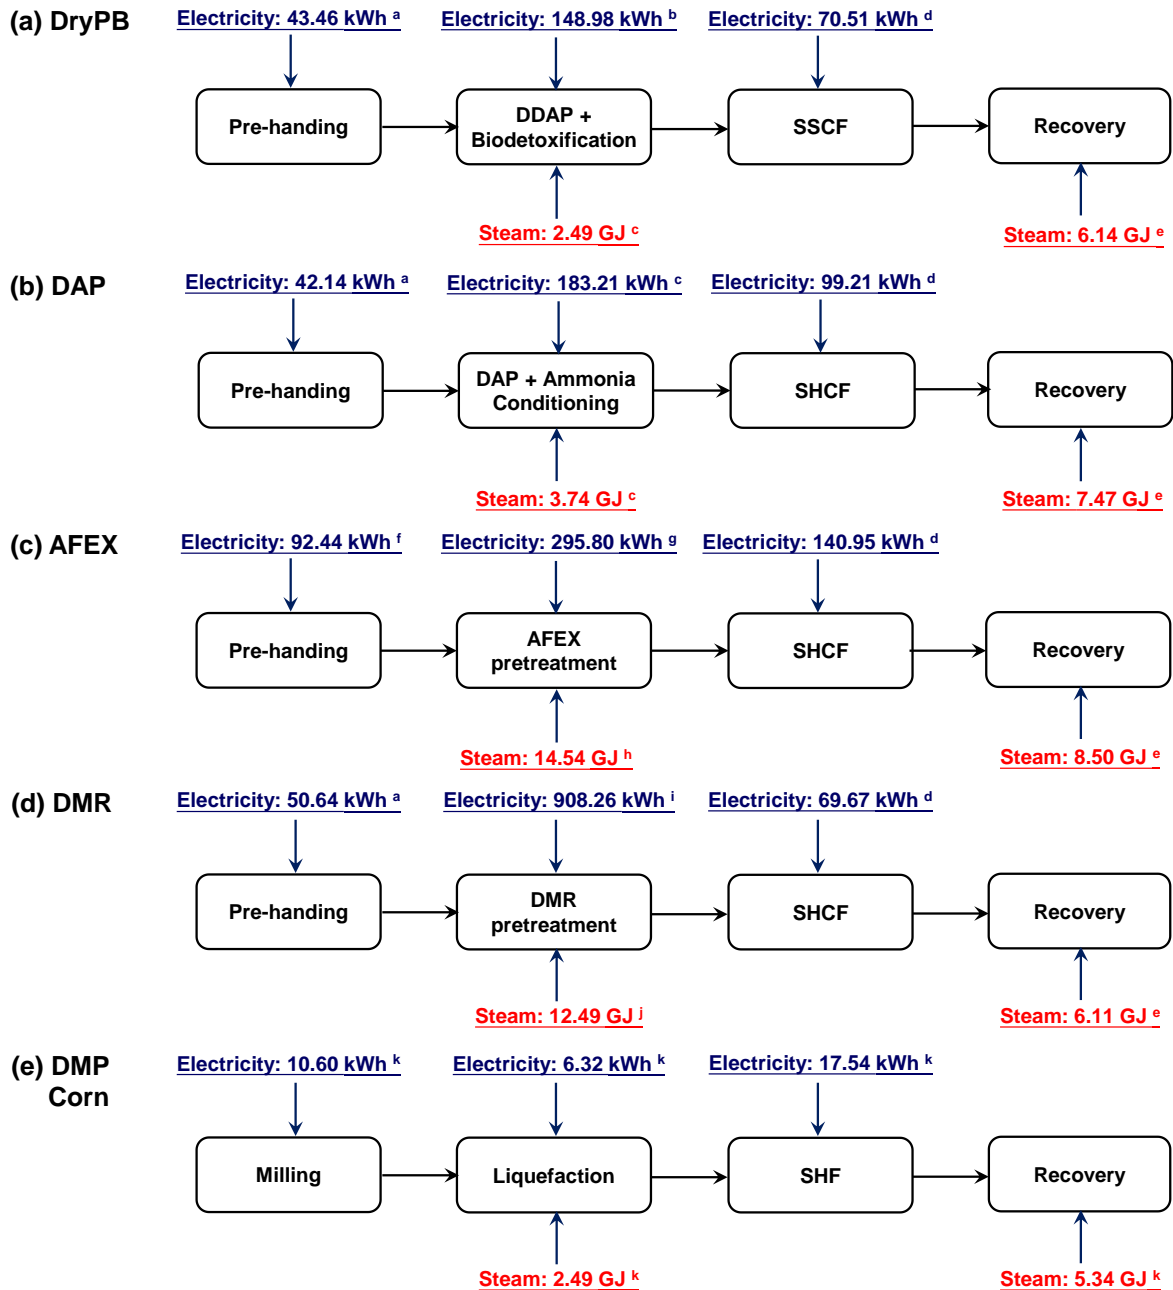 (a) DryPB
Electricity: 43.46 kWh a
Electricity: 148.98 kWh b
Electricity: 70.51 kWh d
Pre-handing
DDAP +
Biodetoxification
SSCF
Recovery
Steam: 2.49 GJ c
Steam: 6.14 GJ e
(b) DAP
Electricity: 42.14 kWh a
Electricity: 183.21 kWh c
Electricity: 99.21 kWh d
Pre-handing
DAP + Ammonia
Conditioning
SHCF
Recovery
Steam: 3.74 GJ c
Steam: 7.47 GJ e
(c) AFEX
Electricity: 92.44 kWh f
Electricity: 295.80 kWh g
Electricity: 140.95 kWh d
Pre-handing
AFEX
pretreatment
SHCF
Recovery
Steam: 14.54 GJ h
Steam: 8.50 GJ e
(d) DMR
Electricity: 50.64 kWh a
Electricity: 908.26 kWh i
Electricity: 69.67 kWh d
Pre-handing
DMR
pretreatment
SHCF
Recovery
Steam: 12.49 GJ j
Steam: 6.11 GJ e
(e) DMP
Corn
Electricity: 10.60 kWh k
Electricity: 6.32 kWh k
Electricity: 17.54 kWh k
Milling
Liquefaction
SHF
Recovery
Steam: 2.49 GJ k
Steam: 5.34 GJ k